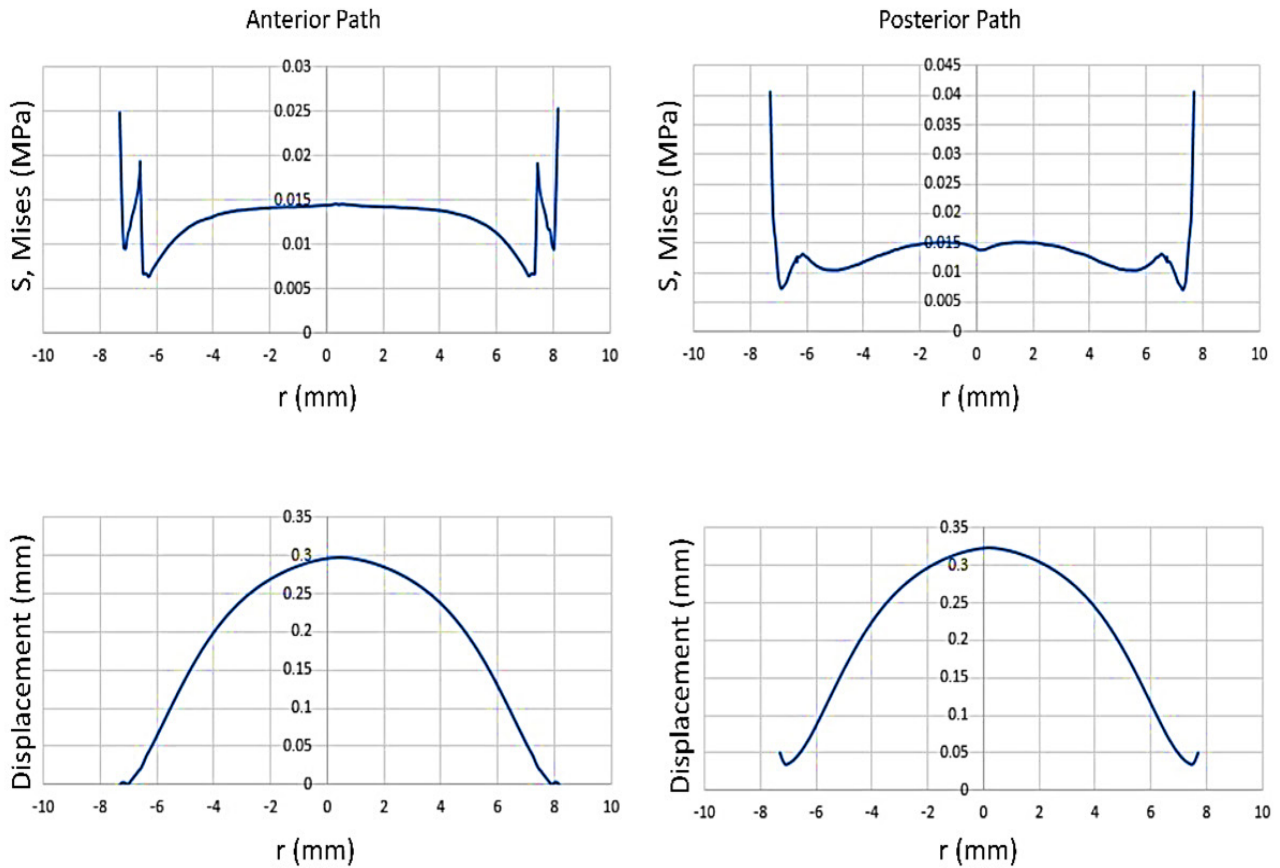 Anterior Path
Posterior Path
S, Mises (MPa)
0.03
0.025
0.02
0.015
0.01
0.005
0
-10 -8 -6 -4 -2 0 2 4 6 8 10
r (mm)
S, Mises (MPa)
0.045
0.04
0.035
0.03
0.025
0.02
0.015
0.01
0.005
0
-10 -8 -6 -4 -2 0 2 4 6 8 10
r (mm)
Displacement (mm)
0.35
0.3
0.25
0.2
0.15
0.1
0.05
0
-10 -8 -6 -4 -2 0 2 4 6 8 10
r (mm)
Displacement (mm)
0.35
0.3
0.25
0.2
0.15
0.1
0.05
0
-10 -8 -6 -4 -2 0 2 4 6 8 10
r (mm)